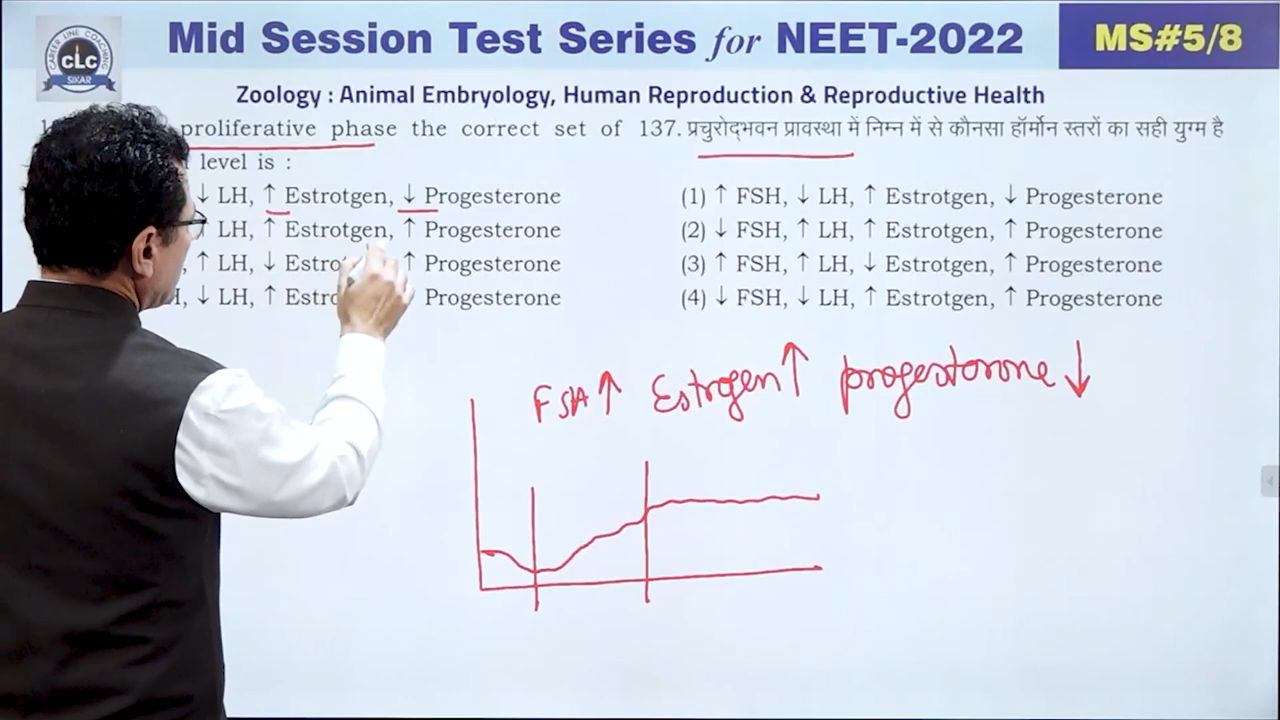 Mid Session Test Series for NEET-2022
MS#5/8
CAREER LINE COACHING
CLC
SIKAR
Zoology : Animal Embryology, Human Reproduction & Reproductive Health
proliferative phase the correct set of
level is :
↓ LH, ↑ Estrotgen, ↓ Progesterone
↑ LH, ↑ Estrotgen, ↑ Progesterone
↑ LH, ↓ ↑ Progesterone
↓ LH, ↑ Progesterone
137. प्रचुरोद्भवन प्रावस्था में निम्न में से कौनसा हॉर्मोन स्तरों का सही युग्म है
(1) ↑ FSH, ↓ LH, ↑ Estrotgen, ↓ Progesterone
(2) ↓ FSH, ↑ LH, ↑ Estrotgen, ↑ Progesterone
(3) ↑ FSH, ↑ LH, ↓ Estrotgen, ↑ Progesterone
(4) ↓ FSH, ↓ LH, ↑ Estrotgen, ↑ Progesterone
FSH↑ Estrogen↑ progestorone↓